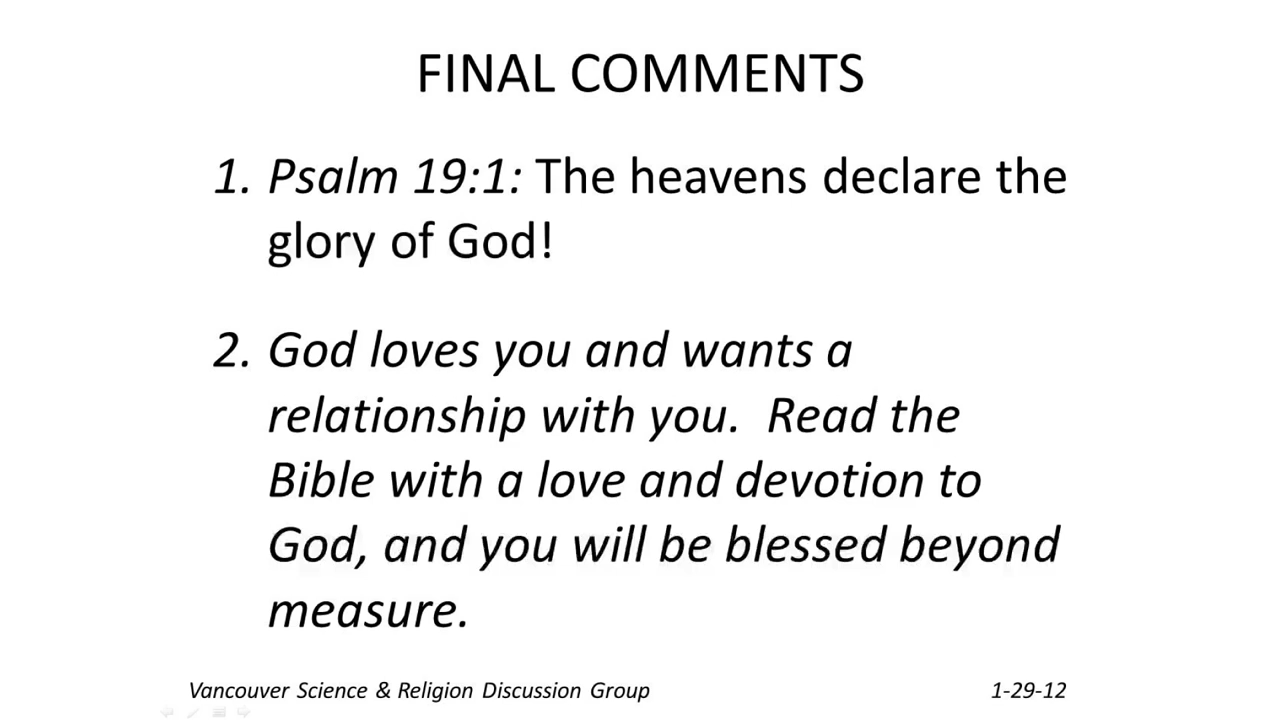 FINAL COMMENTS
1. Psalm 19:1: The heavens declare the
glory of God!
2. God loves you and wants a
relationship with you. Read the
Bible with a love and devotion to
God, and you will be blessed beyond
measure.
Vancouver Science & Religion Discussion Group 1-29-12